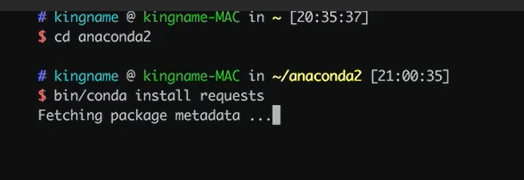 # kingname @ kingname-MAC in ~ [20:35:37]
$ cd anaconda2
# kingname @ kingname-MAC in ~/anaconda2 [21:00:35]
$ bin/conda install requests
Fetching package metadata ...